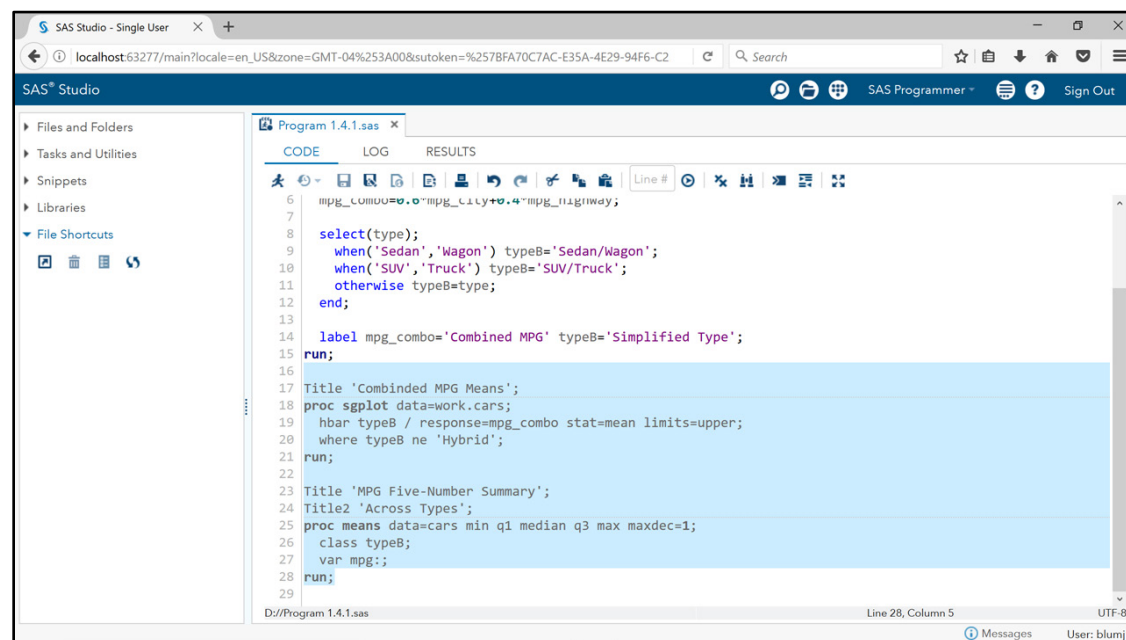 SAS Studio - Single User
localhost:63277/main?locale=en_US&zone=GMT-04%253A00&sutoken=%257BFA70C7AC-E35A-4E29-94F6-C2
Search
SAS® Studio
SAS Programmer
Sign Out
Files and Folders
Tasks and Utilities
Snippets
Libraries
File Shortcuts
Program 1.4.1.sas
CODE LOG RESULTS
Line #
6 mpg_combo=0.6*mpg_city+0.4*mpg_highway;
7
8 select(type);
9 when('Sedan','Wagon') typeB='Sedan/Wagon';
10 when('SUV','Truck') typeB='SUV/Truck';
11 otherwise typeB=type;
12 end;
13
14 label mpg_combo='Combined MPG' typeB='Simplified Type';
15 run;
16
17 Title 'Combinded MPG Means';
18 proc sgplot data=work.cars;
19 hbar typeB / response=mpg_combo stat=mean limits=upper;
20 where typeB ne 'Hybrid';
21 run;
22
23 Title 'MPG Five-Number Summary';
24 Title2 'Across Types';
25 proc means data=cars min q1 median q3 max maxdec=1;
26 class typeB;
27 var mpg:;
28 run;
29
D://Program 1.4.1.sas
Line 28, Column 5
UTF-8
Messages
User: blumi